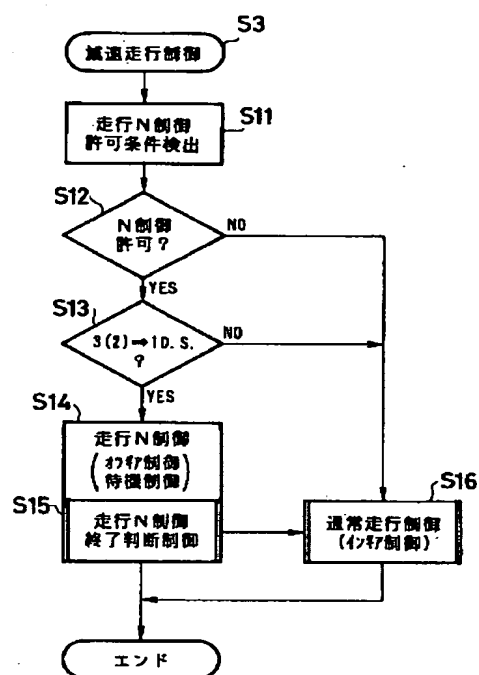 S3
減速走行制御
S11
走行N制御
許可条件検出
S12
N制御
許可?
NO
YES
S13
3(2)→1D.S.
?
NO
YES
S14
走行N制御
(オフギア制御
待機制御)
S15
走行N制御
終了判断制御
S16
通常走行制御
(インギア制御)
エンド